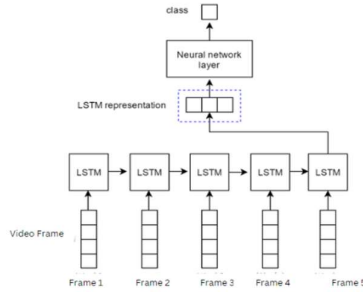 class
Neural network
layer
LSTM representation
LSTM LSTM LSTM LSTM LSTM
Video Frame
Frame 1 Frame 2 Frame 3 Frame 4 Frame 5